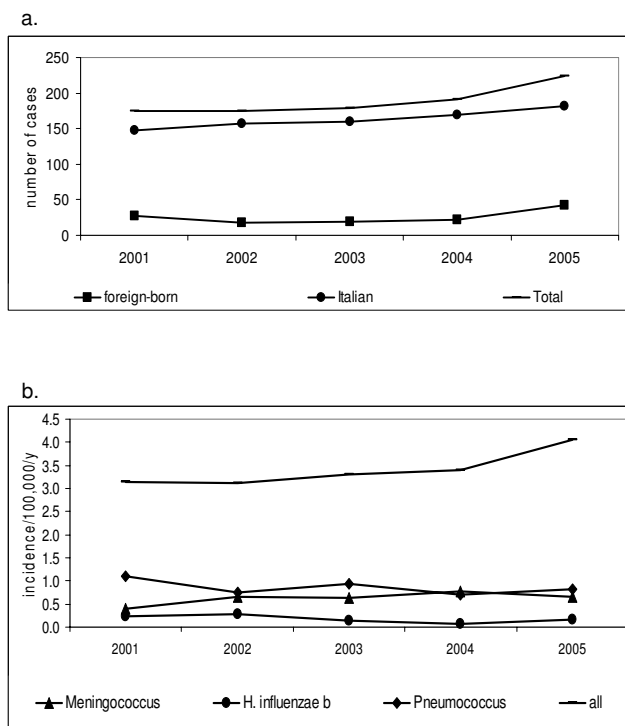 a.
250
200
150
100
50
0
number of cases
2001 2002 2003 2004 2005
foreign-born Italian Total
b.
4.5
4.0
3.5
3.0
2.5
2.0
1.5
1.0
0.5
0.0
incidence/100,000/y
2001 2002 2003 2004 2005
Meningococcus H. influenzae b Pneumococcus all